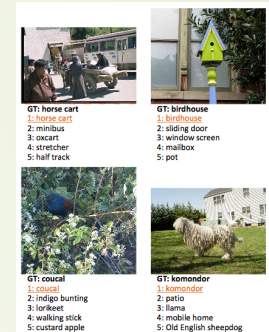 GT: horse cart
1: horse cart
2: minibus
3: oxcart
4: stretcher
5: half track
GT: birdhouse
1: birdhouse
2: sliding door
3: window screen
4: mailbox
5: pot
GT: coucal
1: coucal
2: indigo bunting
3: lorikeet
4: walking stick
5: custard apple
GT: komondor
1: komondor
2: patio
3: llama
4: mobile home
5: Old English sheepdog